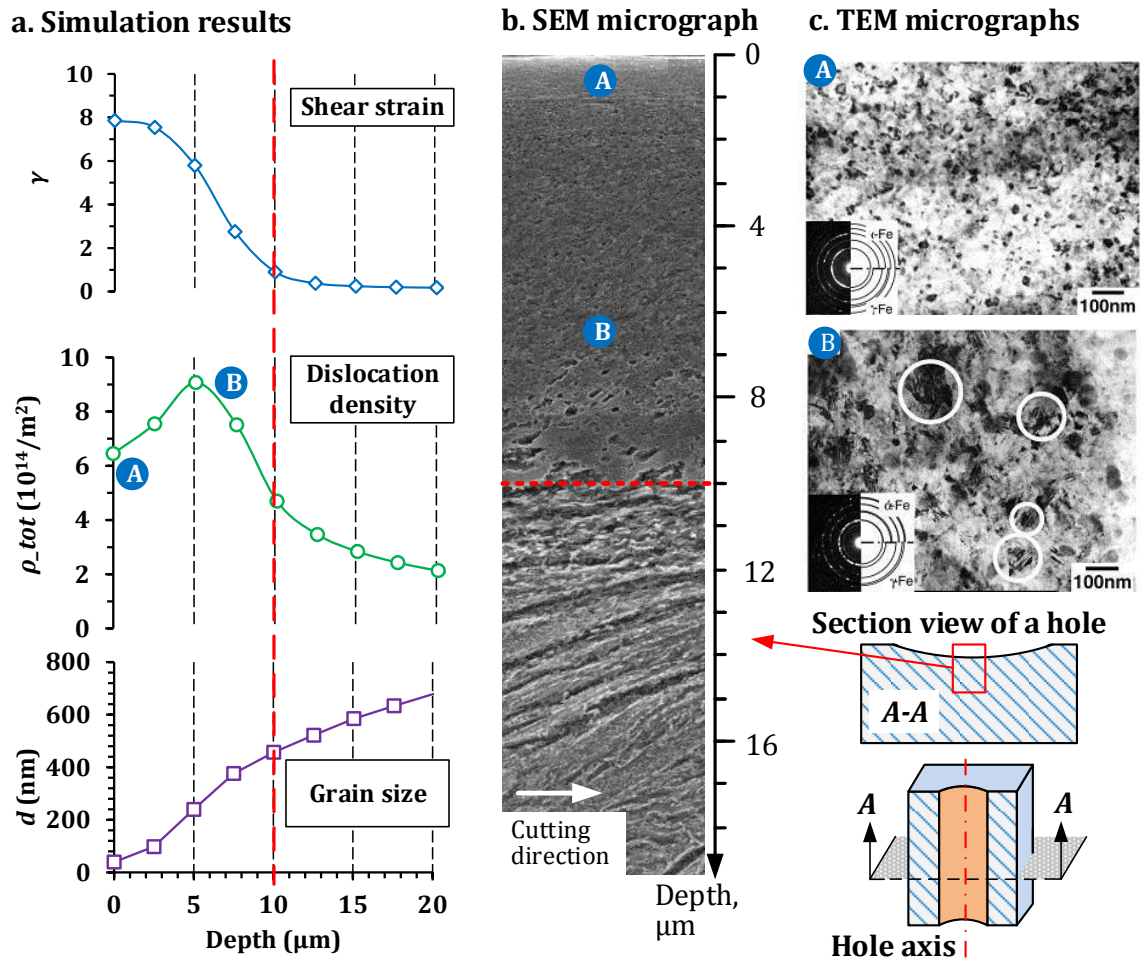 a. Simulation results
γ
10
8
6
4
2
0
Shear strain
ρ_tot (10¹⁴/m²)
10
8
6
4
2
0
Dislocation
density
A
B
d (nm)
800
600
400
200
0
Grain size
0 5 10 15 20
Depth (μm)
b. SEM micrograph
A
B
0
4
8
12
16
Cutting
direction
Depth,
μm
c. TEM micrographs
A
γ-Fe
100nm
B
ά-Fe
γ-Fe
100nm
Section view of a hole
A-A
A A
Hole axis